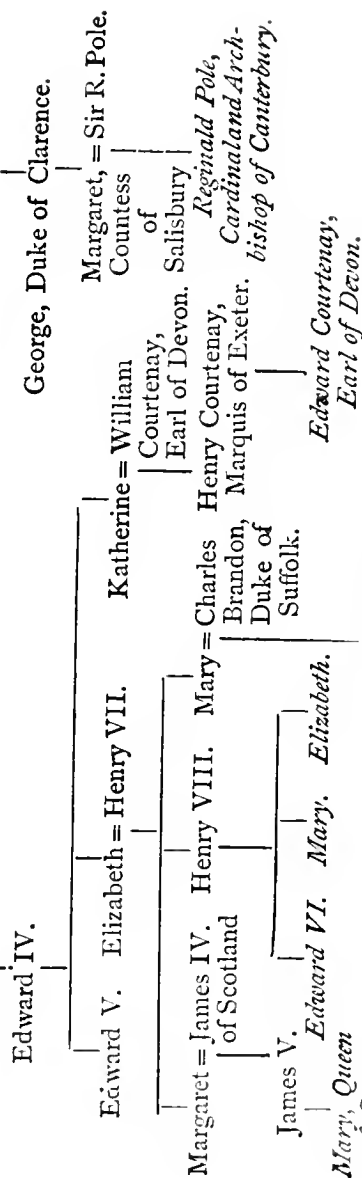 Edward IV.
George, Duke of Clarence.
Edward V. Elizabeth = Henry VII.
Katherine = William
Courtenay,
Earl of Devon.
Margaret, = Sir R. Pole.
Countess
of
Salisbury
Reginald Pole,
Cardinal and Arch-
bishop of Canterbury.
Henry Courtenay,
Marquis of Exeter.
Edward Courtenay,
Earl of Devon.
Margaret = James IV.
of Scotland
Henry VIII.
Mary = Charles
Brandon,
Duke of
Suffolk.
James V.
Edward VI. Mary. Elizabeth.
Mary, Queen